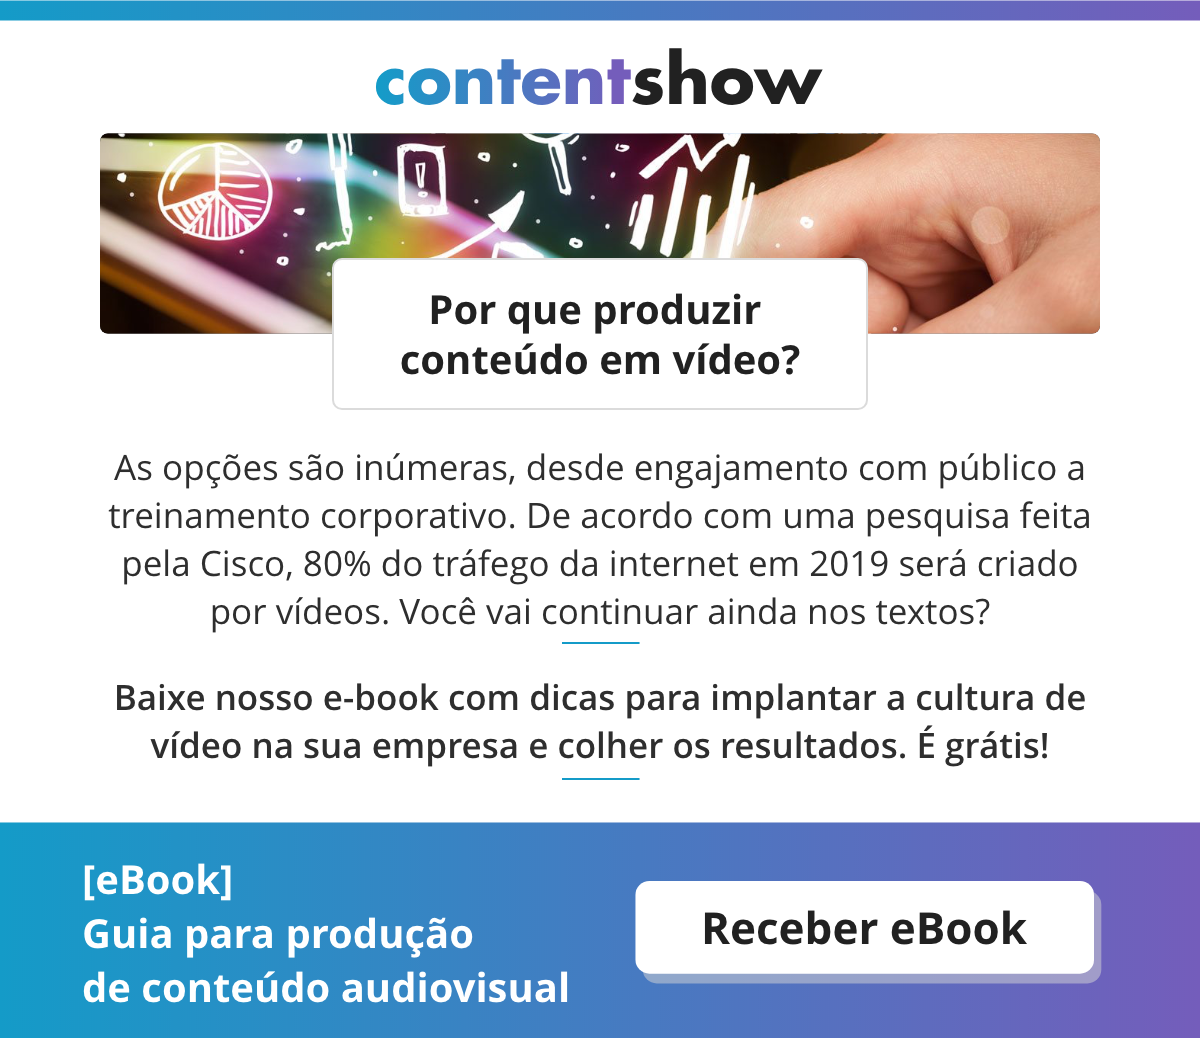 contentshow
Por que produzir
conteúdo em vídeo?
As opções são inúmeras, desde engajamento com público a
treinamento corporativo. De acordo com uma pesquisa feita
pela Cisco, 80% do tráfego da internet em 2019 será criado
por vídeos. Você vai continuar ainda nos textos?
Baixe nosso e-book com dicas para implantar a cultura de
vídeo na sua empresa e colher os resultados. É grátis!
[eBook]
Guia para produção
de conteúdo audiovisual
Receber eBook